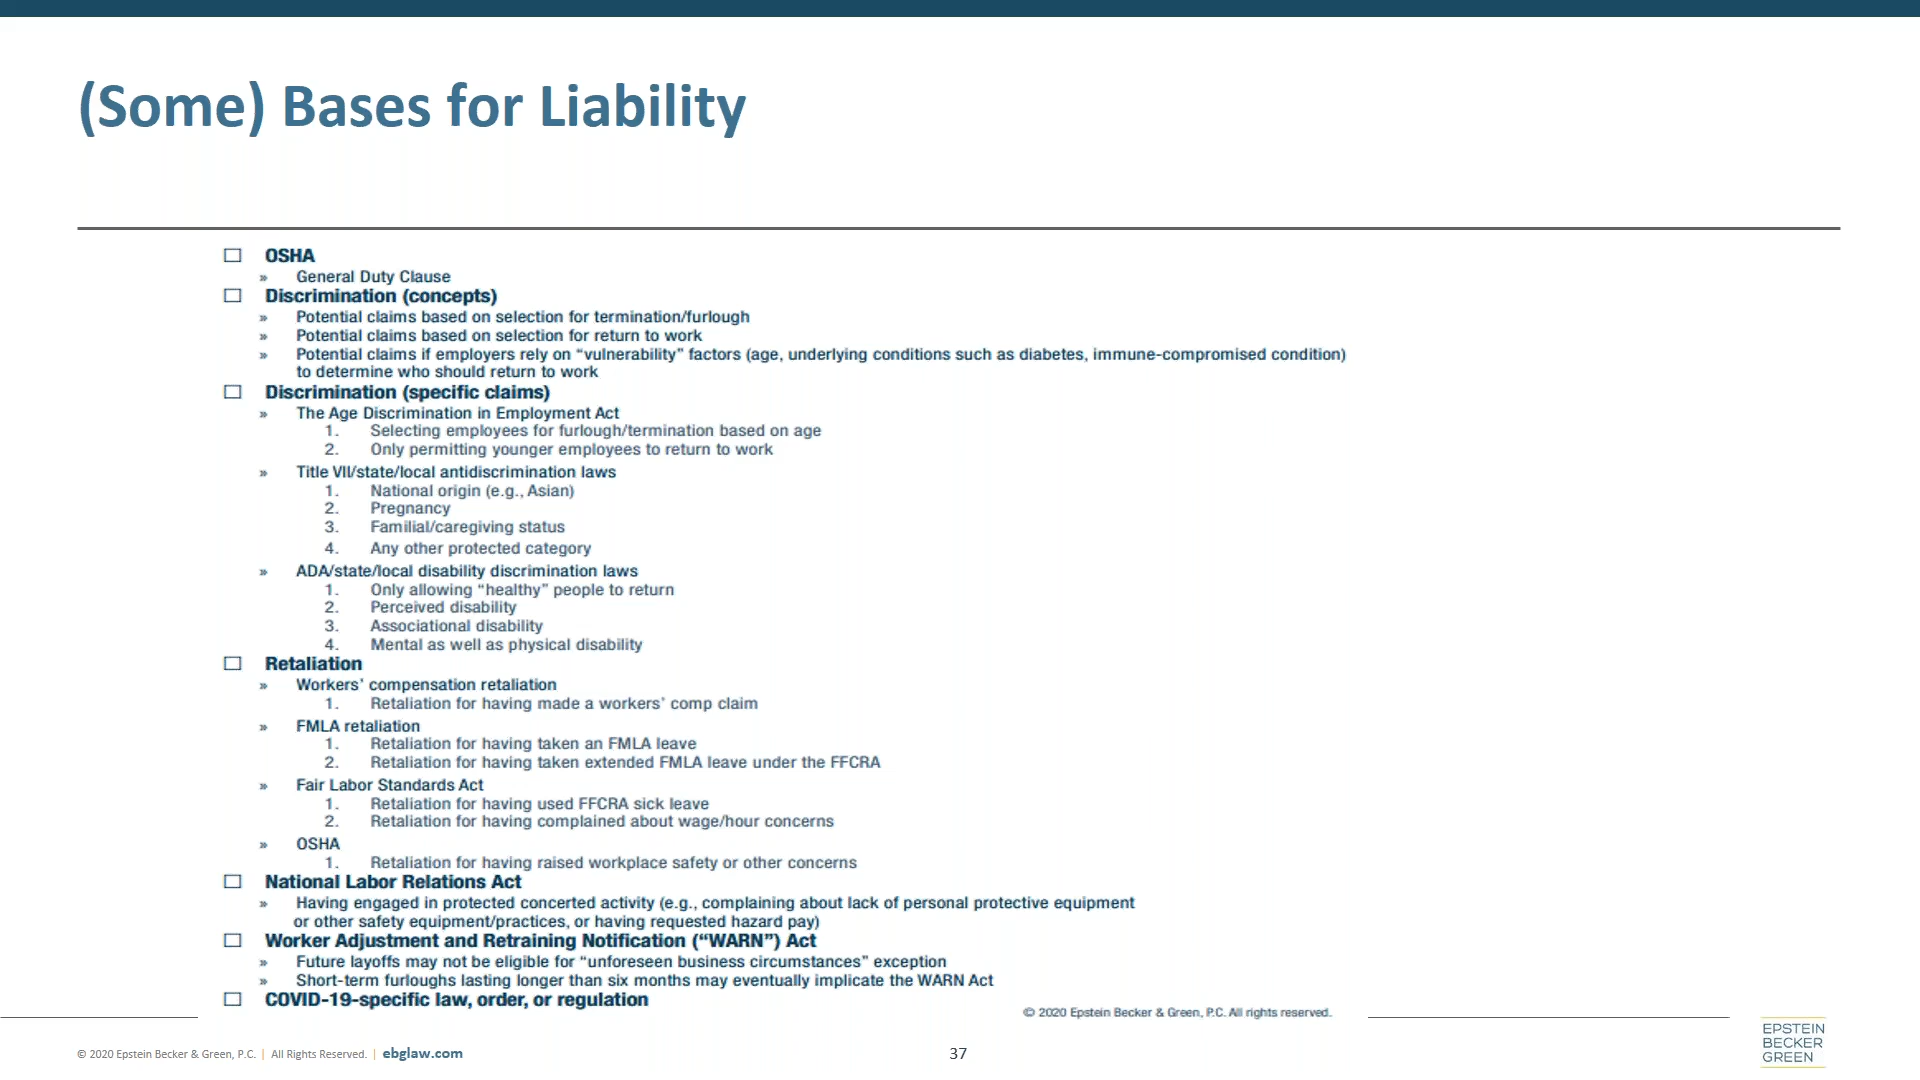 (Some) Bases for Liability
☐ OSHA
» General Duty Clause
☐ Discrimination (concepts)
» Potential claims based on selection for termination/furlough
» Potential claims based on selection for return to work
» Potential claims if employers rely on “vulnerability” factors (age, underlying conditions such as diabetes, immune-compromised condition)
to determine who should return to work
☐ Discrimination (specific claims)
» The Age Discrimination in Employment Act
1. Selecting employees for furlough/termination based on age
2. Only permitting younger employees to return to work
» Title VII/state/local antidiscrimination laws
1. National origin (e.g., Asian)
2. Pregnancy
3. Familial/caregiving status
4. Any other protected category
» ADA/state/local disability discrimination laws
1. Only allowing “healthy” people to return
2. Perceived disability
3. Associational disability
4. Mental as well as physical disability
☐ Retaliation
» Workers’ compensation retaliation
1. Retaliation for having made a workers’ comp claim
» FMLA retaliation
1. Retaliation for having taken an FMLA leave
2. Retaliation for having taken extended FMLA leave under the FFCRA
» Fair Labor Standards Act
1. Retaliation for having used FFCRA sick leave
2. Retaliation for having complained about wage/hour concerns
» OSHA
1. Retaliation for having raised workplace safety or other concerns
☐ National Labor Relations Act
» Having engaged in protected concerted activity (e.g., complaining about lack of personal protective equipment
or other safety equipment/practices, or having requested hazard pay)
☐ Worker Adjustment and Retraining Notification (“WARN”) Act
» Future layoffs may not be eligible for “unforeseen business circumstances” exception
» Short-term furloughs lasting longer than six months may eventually implicate the WARN Act
☐ COVID-19-specific law, order, or regulation
© 2020 Epstein Becker & Green, P.C. All rights reserved.
© 2020 Epstein Becker & Green, P.C. | All Rights Reserved. | ebglaw.com
37
EPSTEIN
BECKER
GREEN